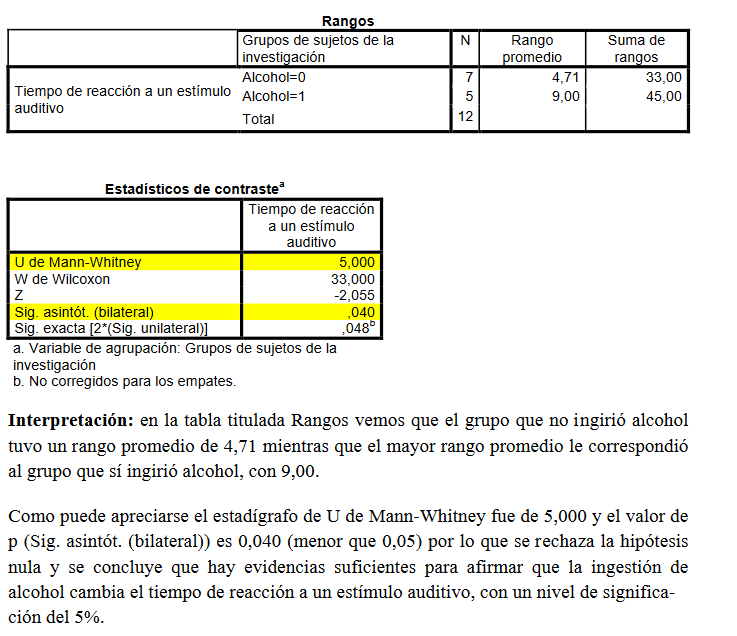 Rangos
Grupos de sujetos de la investigación N Rango promedio Suma de rangos
Tiempo de reacción a un estímulo auditivo Alcohol=0 7 4,71 33,00
Alcohol=1 5 9,00 45,00
Total 12
Estadísticos de contrasteᵃ
Tiempo de reacción
a un estímulo
auditivo
U de Mann-Whitney 5,000
W de Wilcoxon 33,000
Z -2,055
Sig. asintót. (bilateral) ,040
Sig. exacta [2*(Sig. unilateral)] ,048ᵇ
a. Variable de agrupación: Grupos de sujetos de la
investigación
b. No corregidos para los empates.
Interpretación: en la tabla titulada Rangos vemos que el grupo que no ingirió alcohol
tuvo un rango promedio de 4,71 mientras que el mayor rango promedio le correspondió
al grupo que sí ingirió alcohol, con 9,00.
Como puede apreciarse el estadígrafo de U de Mann-Whitney fue de 5,000 y el valor de
p (Sig. asintót. (bilateral)) es 0,040 (menor que 0,05) por lo que se rechaza la hipótesis
nula y se concluye que hay evidencias suficientes para afirmar que la ingestión de
alcohol cambia el tiempo de reacción a un estímulo auditivo, con un nivel de significa-
ción del 5%.